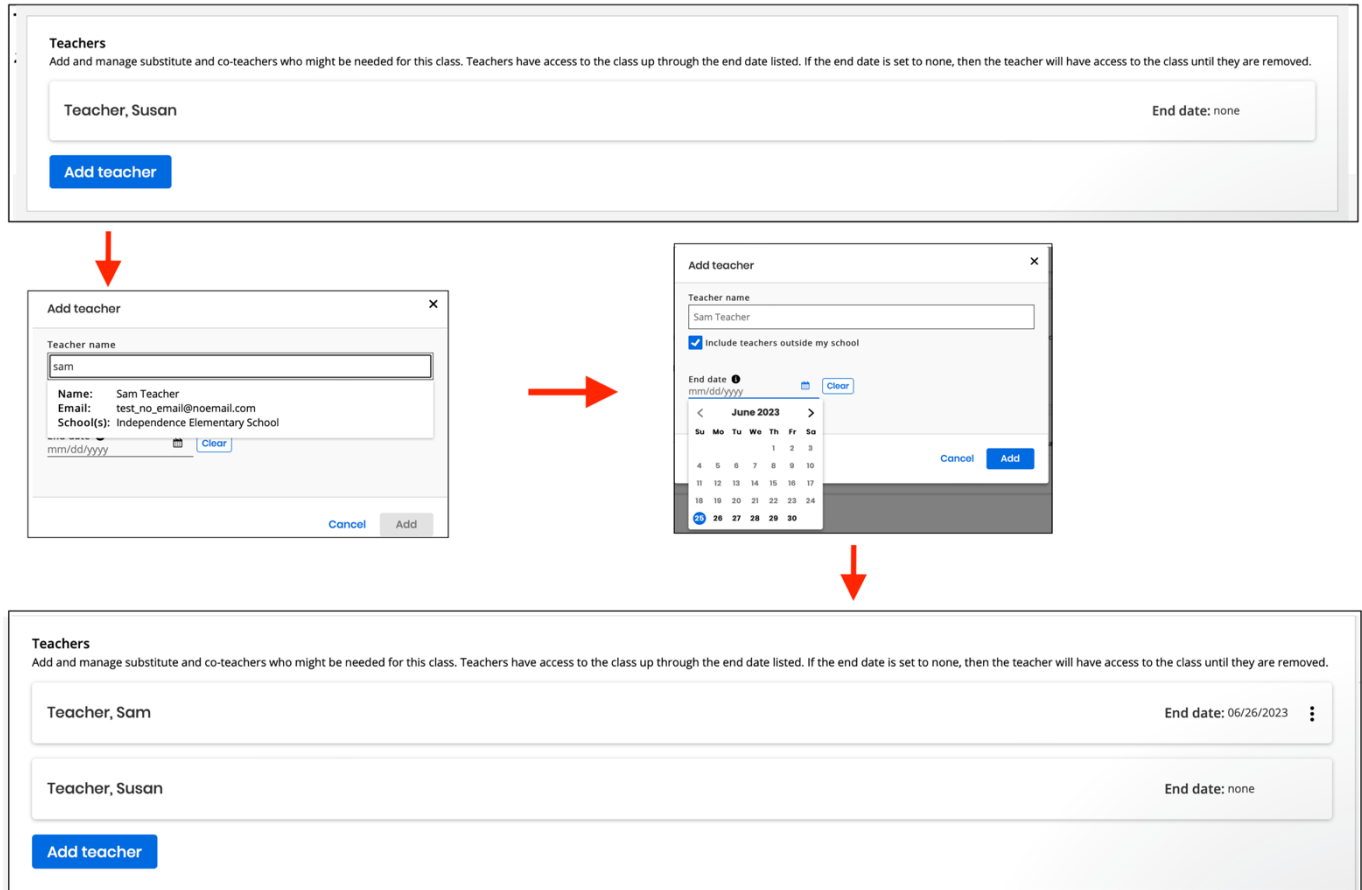 Teachers
Add and manage substitute and co-teachers who might be needed for this class. Teachers have access to the class up through the end date listed. If the end date is set to none, then the teacher will have access to the class until they are removed.
Teacher, Susan
End date: none
Add teacher
Add teacher
Teacher name
sam
Name: Sam Teacher
Email: test_no_email@noemail.com
School(s): Independence Elementary School
End date
mm/dd/yyyy
Clear
Cancel
Add
Add teacher
Teacher name
Sam Teacher
Include teachers outside my school
End date
mm/dd/yyyy
Clear
June 2023
Su Mo Tu We Th Fr Sa
1 2 3
4 5 6 7 8 9 10
11 12 13 14 15 16 17
18 19 20 21 22 23 24
25 26 27 28 29 30
Cancel
Add
Teachers
Add and manage substitute and co-teachers who might be needed for this class. Teachers have access to the class up through the end date listed. If the end date is set to none, then the teacher will have access to the class until they are removed.
Teacher, Sam
End date: 06/26/2023
Teacher, Susan
End date: none
Add teacher